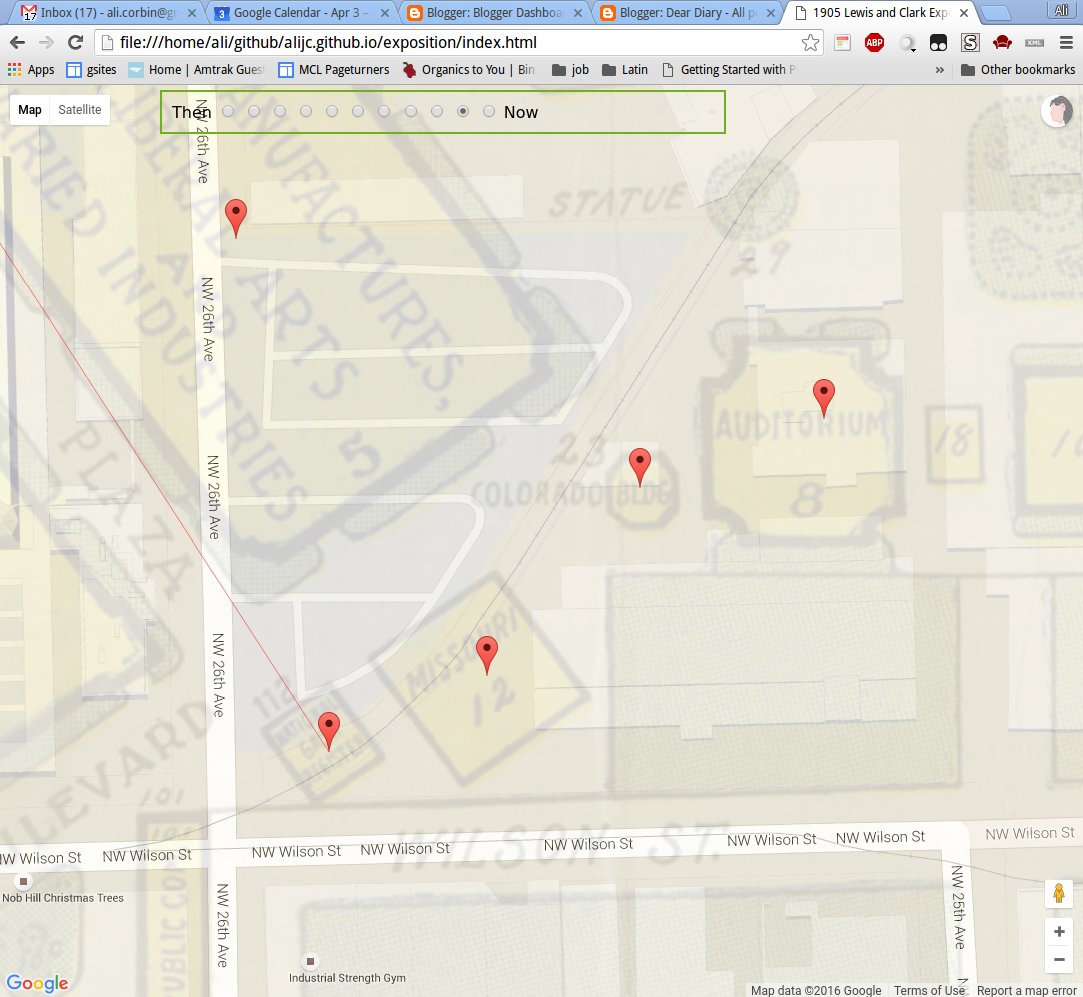 Inbox (17) - ali.corbin@gm
Google Calendar - Apr 3 –
Blogger: Blogger Dashboa
Blogger: Dear Diary - All p
1905 Lewis and Clark Exp
Ali
file:///home/ali/github/alijc.github.io/exposition/index.html
ABP
S
XML
Apps
gsites
Home | Amtrak Guest
MCL Pageturners
Organics to You | Bin
job
Latin
Getting Started with P
»
Other bookmarks
Map
Satellite
Then
Now
NW 26th Ave
STATUE
29
MANUFACTURES,
LIBERAL ARTS
AND
VARIED INDUSTRIES
5
NW 26th Ave
AUDITORIUM
8
18
23
COLORADO BLDG
PLAZA
NW 26th Ave
MISSOURI
12
NW 26th Ave
112
101
WILSON ST
NW Wilson St
NW Wilson St
NW Wilson St
NW Wilson St
NW Wilson St
NW Wilson St
NW Wilson St
NW Wilson St
Nob Hill Christmas Trees
PUBLIC COM
NW 26th Ave
NW 25th Ave
Industrial Strength Gym
Google
Map data ©2016 Google
Terms of Use
Report a map error